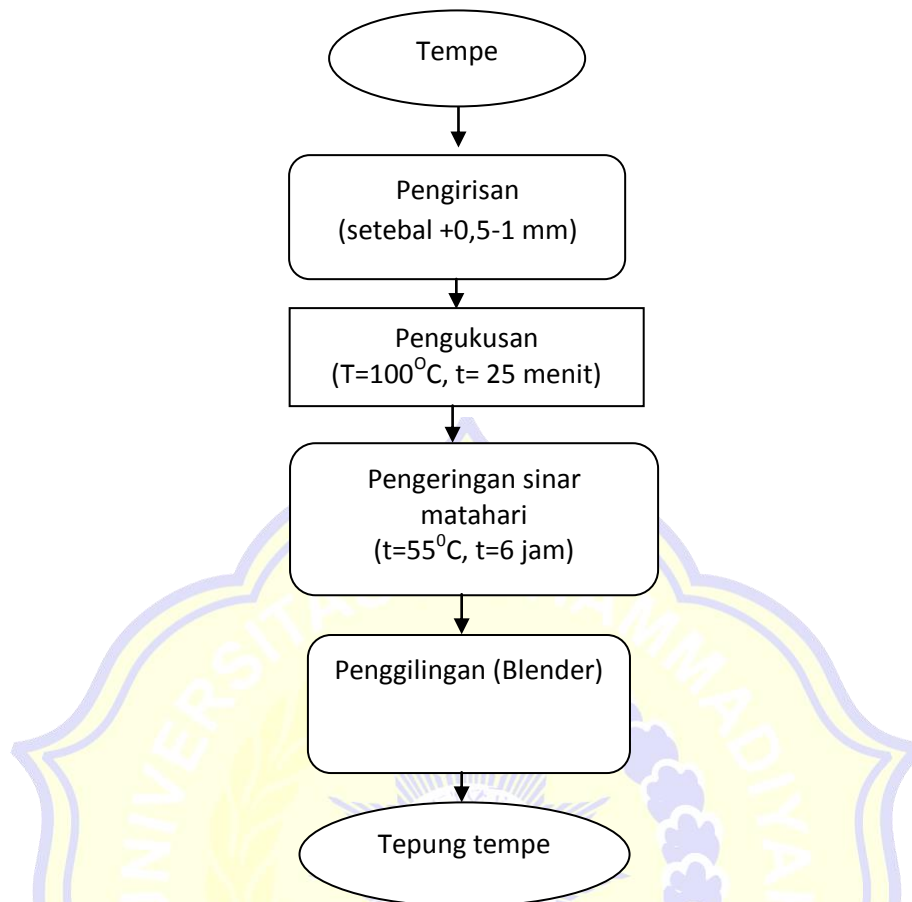 Tempe
Pengirisan
(setebal +0,5-1 mm)
Pengukusan
(T=100⁰C, t= 25 menit)
Pengeringan sinar
matahari
(t=55⁰C, t=6 jam)
Penggilingan (Blender)
Tepung tempe